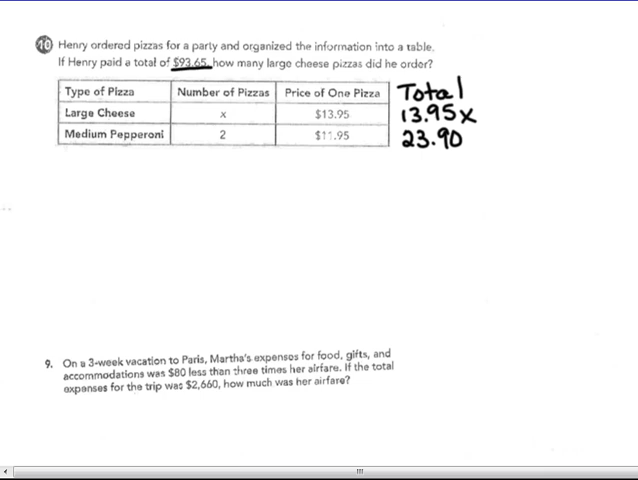 10 Henry ordered pizzas for a party and organized the information into a table.
If Henry paid a total of $93.65, how many large cheese pizzas did he order?
Type of Pizza Number of Pizzas Price of One Pizza Total
Large Cheese x $13.95 13.95x
Medium Pepperoni 2 $11.95 23.90
9. On a 3-week vacation to Paris, Martha's expenses for food, gifts, and
accommodations was $80 less than three times her airfare. If the total
expenses for the trip was $2,660, how much was her airfare?